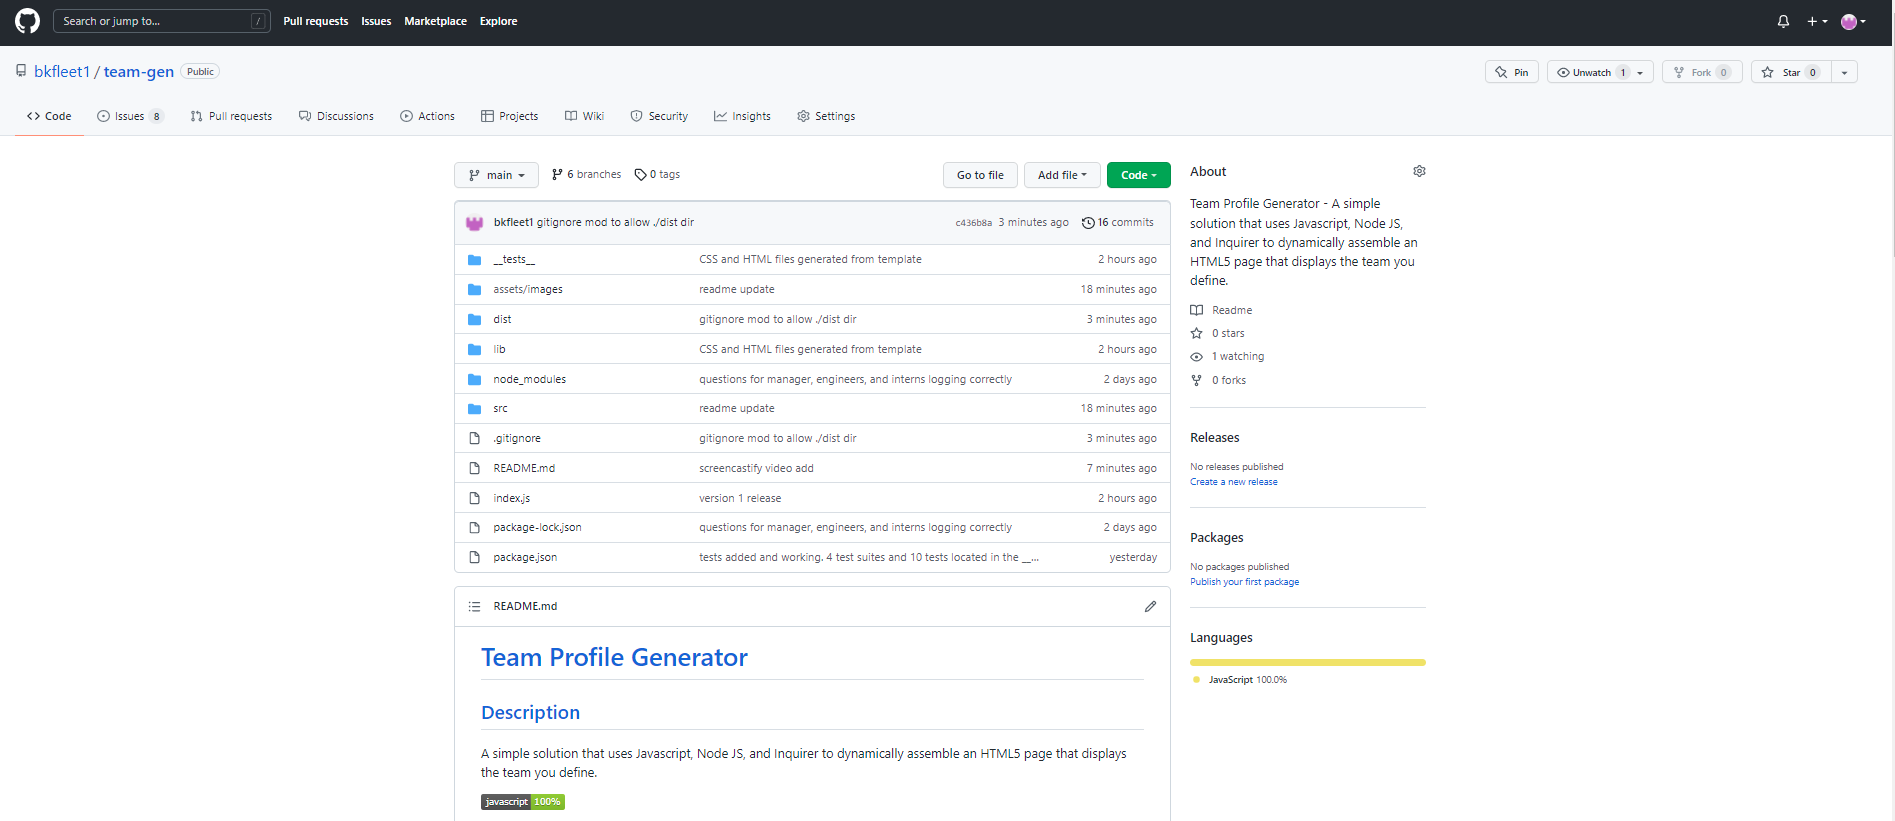 Search or jump to... /
Pull requests Issues Marketplace Explore
bkfleet1 / team-gen Public
Pin Unwatch 1 Fork 0 Star 0
Code Issues 8 Pull requests Discussions Actions Projects Wiki Security Insights Settings
main 6 branches 0 tags Go to file Add file Code
bkfleet1 gitignore mod to allow ./dist dir c436b8a 3 minutes ago 16 commits
__tests__ CSS and HTML files generated from template 2 hours ago
assets/images readme update 18 minutes ago
dist gitignore mod to allow ./dist dir 3 minutes ago
lib CSS and HTML files generated from template 2 hours ago
node_modules questions for manager, engineers, and interns logging correctly 2 days ago
src readme update 18 minutes ago
.gitignore gitignore mod to allow ./dist dir 3 minutes ago
README.md screencastify video add 7 minutes ago
index.js version 1 release 2 hours ago
package-lock.json questions for manager, engineers, and interns logging correctly 2 days ago
package.json tests added and working. 4 test suites and 10 tests located in the __... yesterday
README.md
Team Profile Generator
Description
A simple solution that uses Javascript, Node JS, and Inquirer to dynamically assemble an HTML5 page that displays
the team you define.
javascript 100%
About
Team Profile Generator - A simple
solution that uses Javascript, Node JS,
and Inquirer to dynamically assemble an
HTML5 page that displays the team you
define.
Readme
0 stars
1 watching
0 forks
Releases
No releases published
Create a new release
Packages
No packages published
Publish your first package
Languages
JavaScript 100.0%